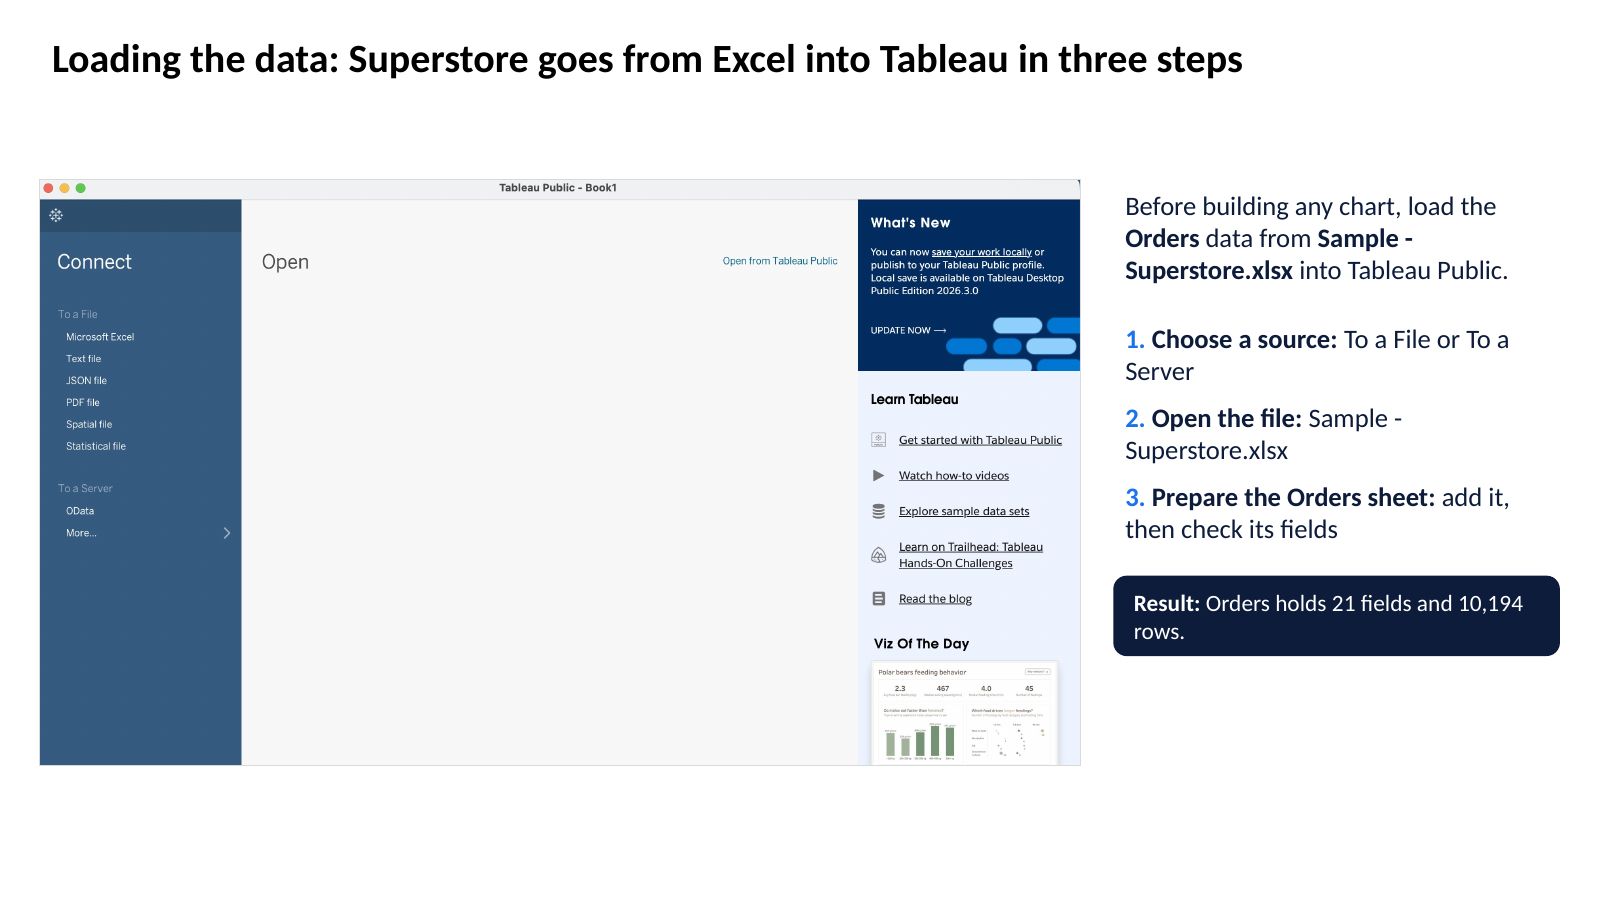 Loading the data: Superstore goes from Excel into Tableau in three steps
Tableau Public - Book1
Connect
To a File
Microsoft Excel
Text file
JSON file
PDF file
Spatial file
Statistical file
To a Server
OData
More...
Open
Open from Tableau Public
What's New
You can now save your work locally or
publish to your Tableau Public profile.
Local save is available on Tableau Desktop
Public Edition 2026.3.0
UPDATE NOW →
Learn Tableau
Get started with Tableau Public
Watch how-to videos
Explore sample data sets
Learn on Trailhead: Tableau
Hands-On Challenges
Read the blog
Viz Of The Day
Polar bears feeding behavior
2.3 467 4.0 45
Before building any chart, load the
Orders data from Sample -
Superstore.xlsx into Tableau Public.
1. Choose a source: To a File or To a
Server
2. Open the file: Sample -
Superstore.xlsx
3. Prepare the Orders sheet: add it,
then check its fields
Result: Orders holds 21 fields and 10,194
rows.